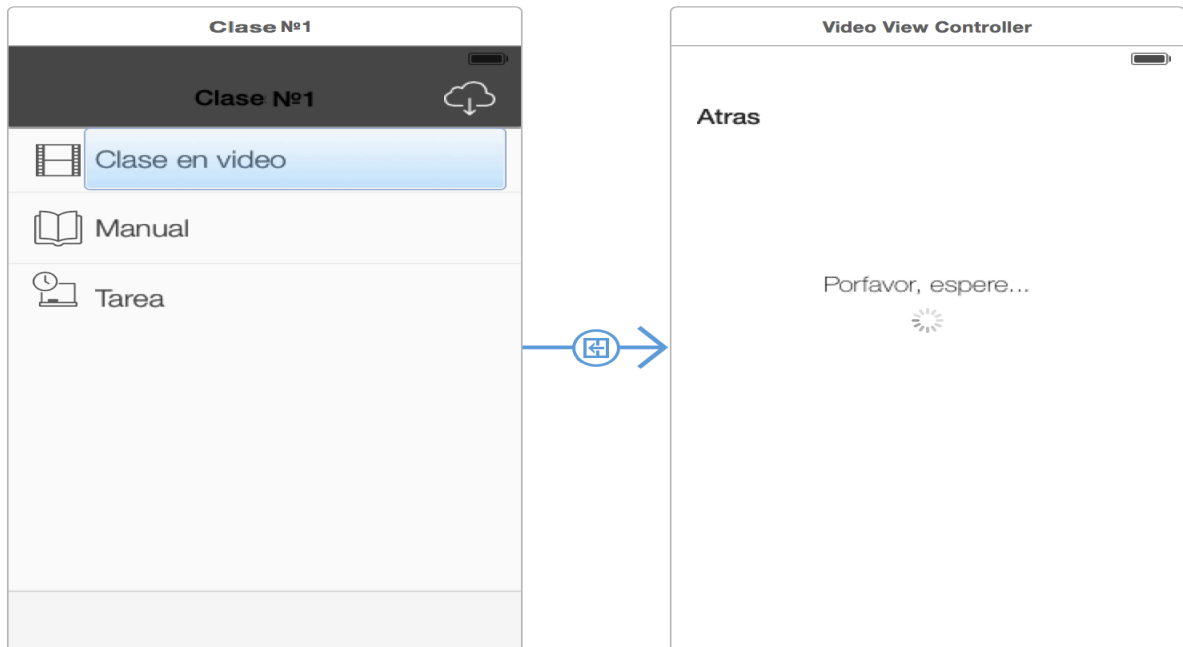 Clase Nº1
Clase Nº1
Clase en video
Manual
Tarea
Video View Controller
Atras
Porfavor, espere...